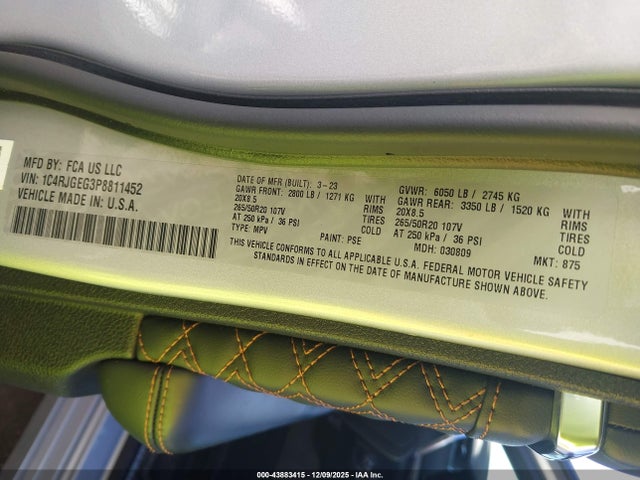 MFD BY: FCA US LLC
VIN: 1C4RJGEG3P8811452
VEHICLE MADE IN: U.S.A.
DATE OF MFR (BUILT): 3-23
GAWR FRONT: 2800 LB / 1271 KG WITH
20X8.5 RIMS
265/50R20 107V TIRES
AT 250 kPa / 36 PSI COLD
TYPE: MPV PAINT: PSE
GVWR: 6050 LB / 2745 KG
GAWR REAR: 3350 LB / 1520 KG WITH
20X8.5 RIMS
265/50R20 107V TIRES
AT 250 kPa / 36 PSI COLD
MDH: 030809 MKT: 875
THIS VEHICLE CONFORMS TO ALL APPLICABLE U.S.A. FEDERAL MOTOR VEHICLE SAFETY
STANDARDS IN EFFECT ON THE DATE OF MANUFACTURE SHOWN ABOVE.
000-43883415 | 12/09/2025 | IAA Inc.